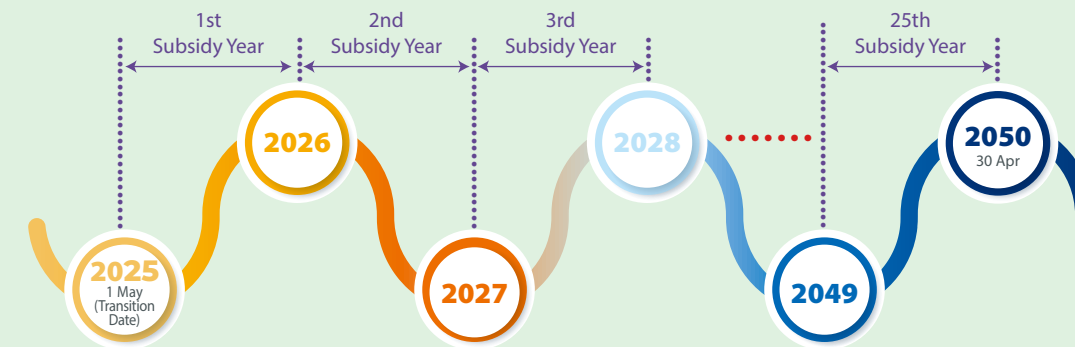 1st
Subsidy Year
2nd
Subsidy Year
3rd
Subsidy Year
25th
Subsidy Year
2026
2028
2050
30 Apr
2025
1 May
(Transition
Date)
2027
2049